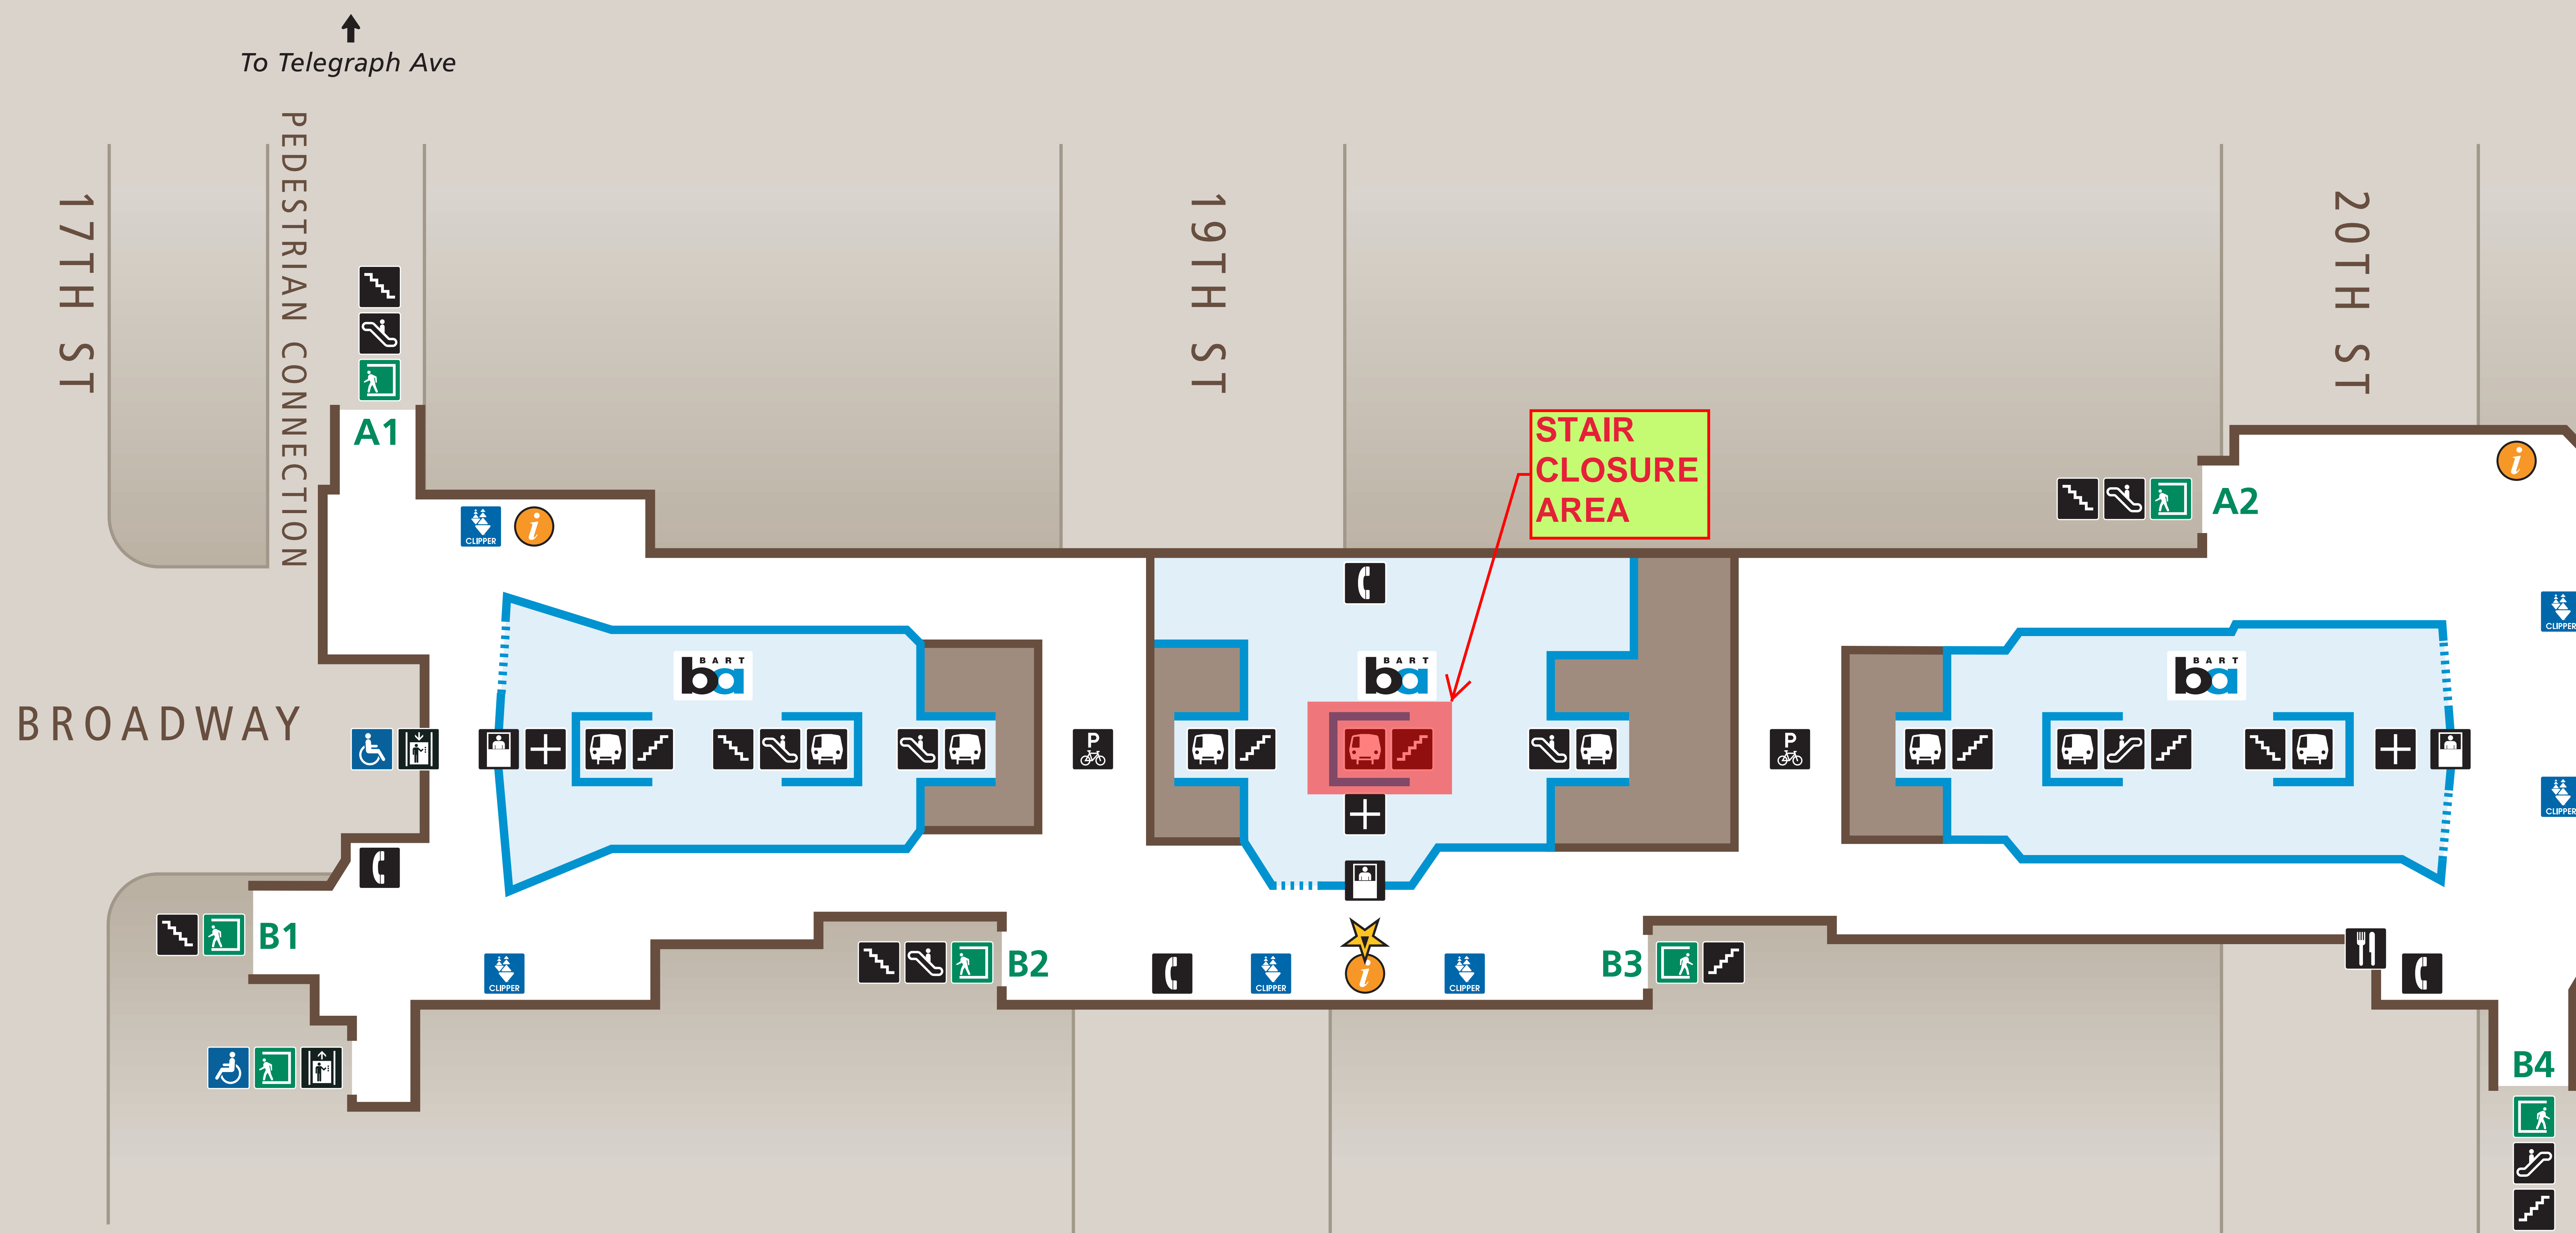 To Telegraph Ave
PEDESTRIAN CONNECTION
17TH ST
19TH ST
20TH ST
STAIR
CLOSURE
AREA
A1
A2
CLIPPER
i
i
CLIPPER
BART
ba
BART
ba
BART
ba
BROADWAY
P
P
CLIPPER
B1
B2
B3
CLIPPER
CLIPPER
i
CLIPPER
B4